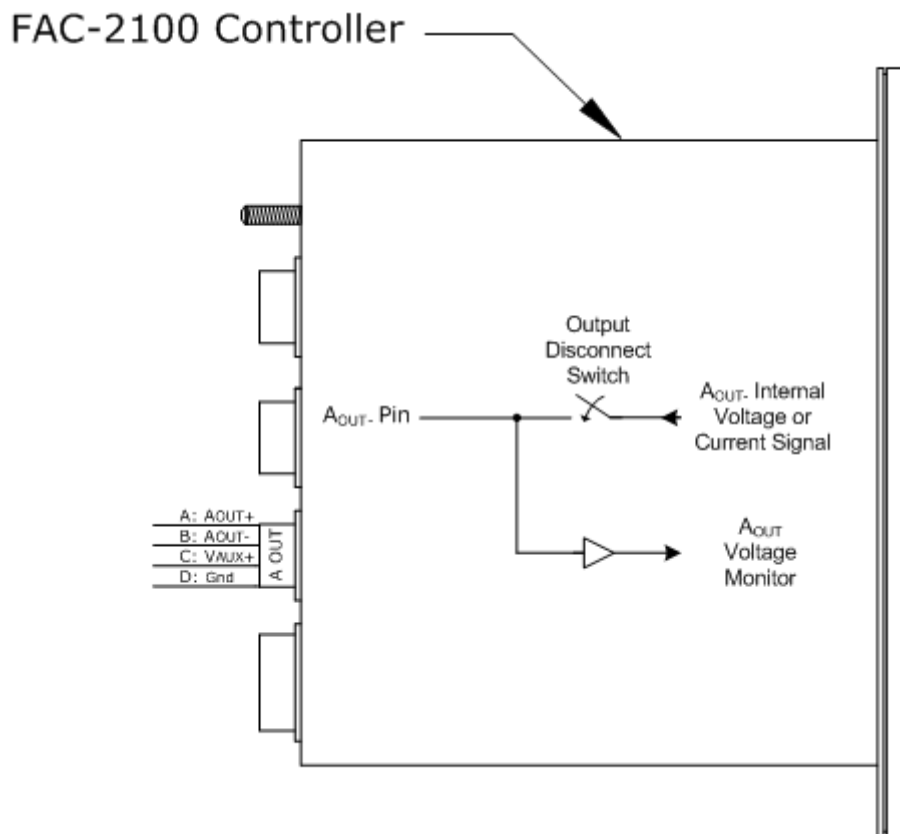 FAC-2100 Controller
Output
Disconnect
Switch
AOUT- Pin
AOUT- Internal
Voltage or
Current Signal
A: AOUT+
B: AOUT-
C: VAUX+
D: Gnd
A OUT
AOUT
Voltage
Monitor